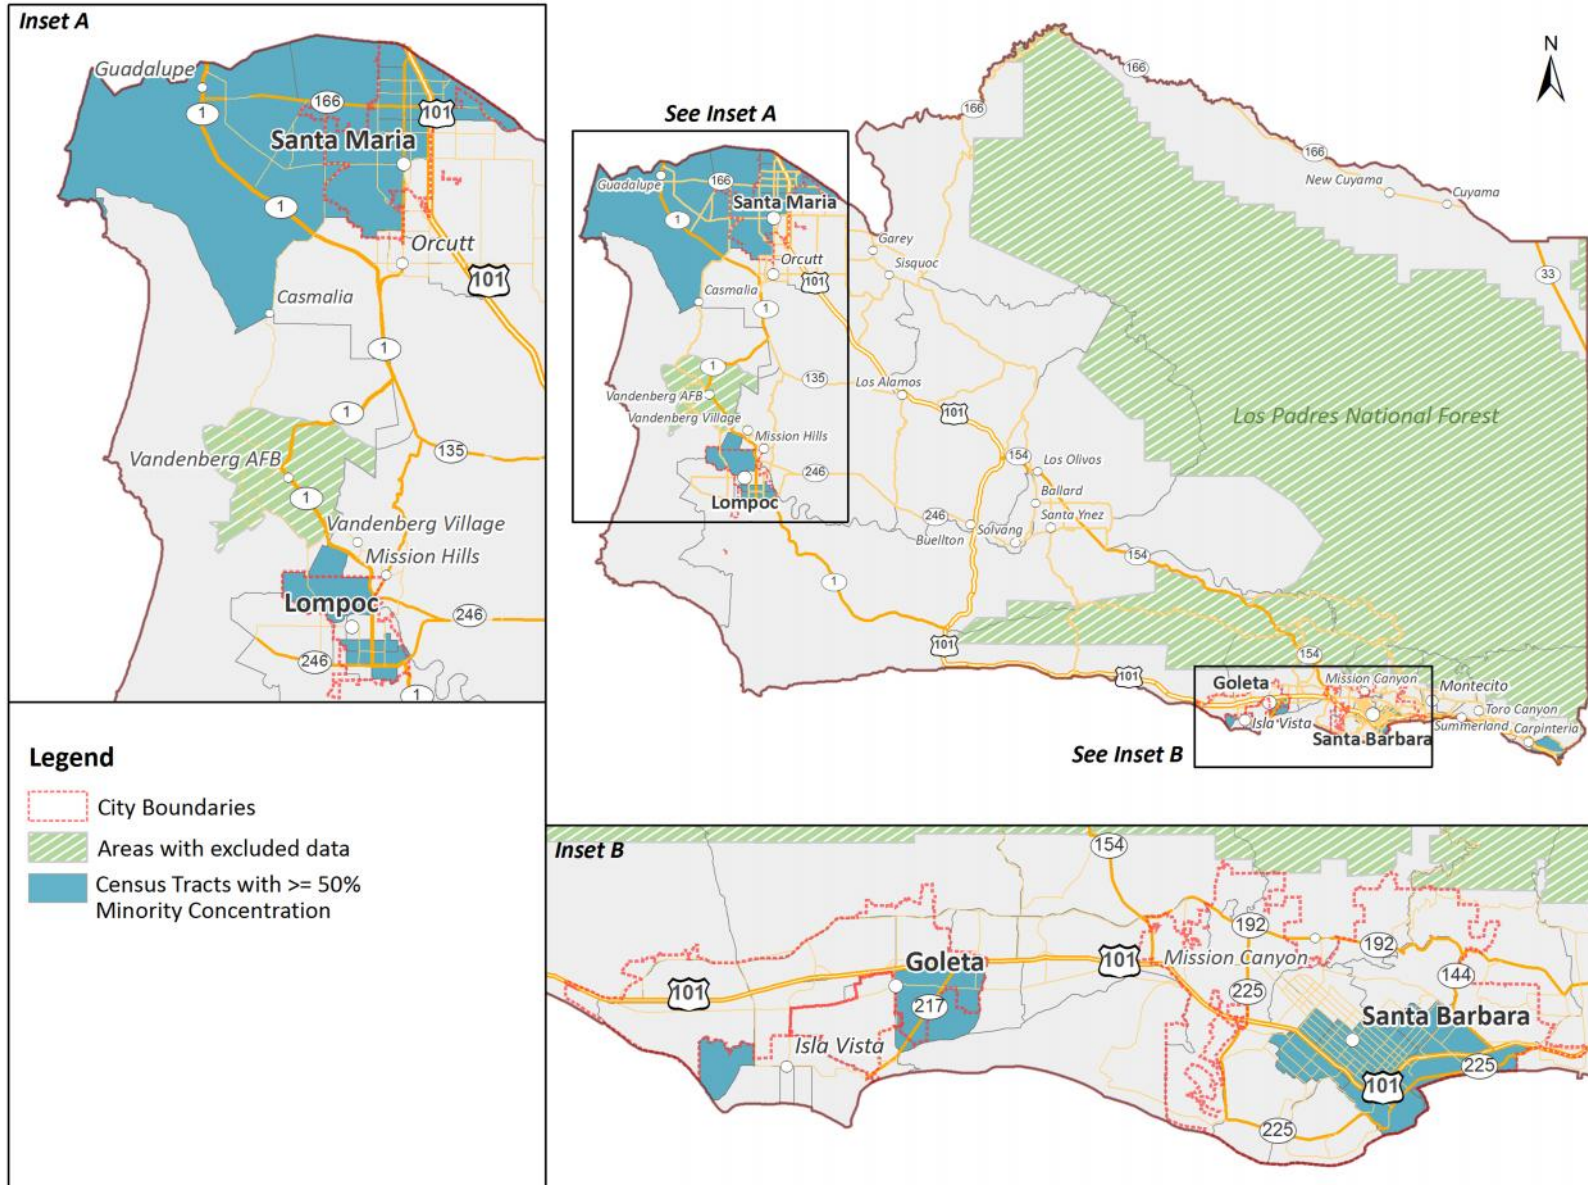 Inset A
Guadalupe
1
166
101
Santa Maria
1
Orcutt
101
Casmalia
1
1
135
Vandenberg AFB
1
Vandenberg Village
Mission Hills
Lompoc
246
246
1
Legend
City Boundaries
Areas with excluded data
Census Tracts with >= 50%
Minority Concentration
N
See Inset A
166
166
166
New Cuyama
Cuyama
33
Guadalupe
166
1
Santa Maria
Garey
Sisquoc
Orcutt
101
Casmalia
1
1
135
Los Alamos
Vandenberg AFB
Vandenberg Village
101
Los Padres National Forest
Mission Hills
154
Los Olivos
246
Ballard
Lompoc
246
Santa Ynez
Solvang
Buellton
154
1
101
154
101
Goleta
Mission Canyon
Montecito
Toro Canyon
Isla Vista
Summerland
Carpinteria
Santa Barbara
See Inset B
Inset B
154
192
192
101
Mission Canyon
Goleta
144
101
217
225
Santa Barbara
Isla Vista
225
101
225